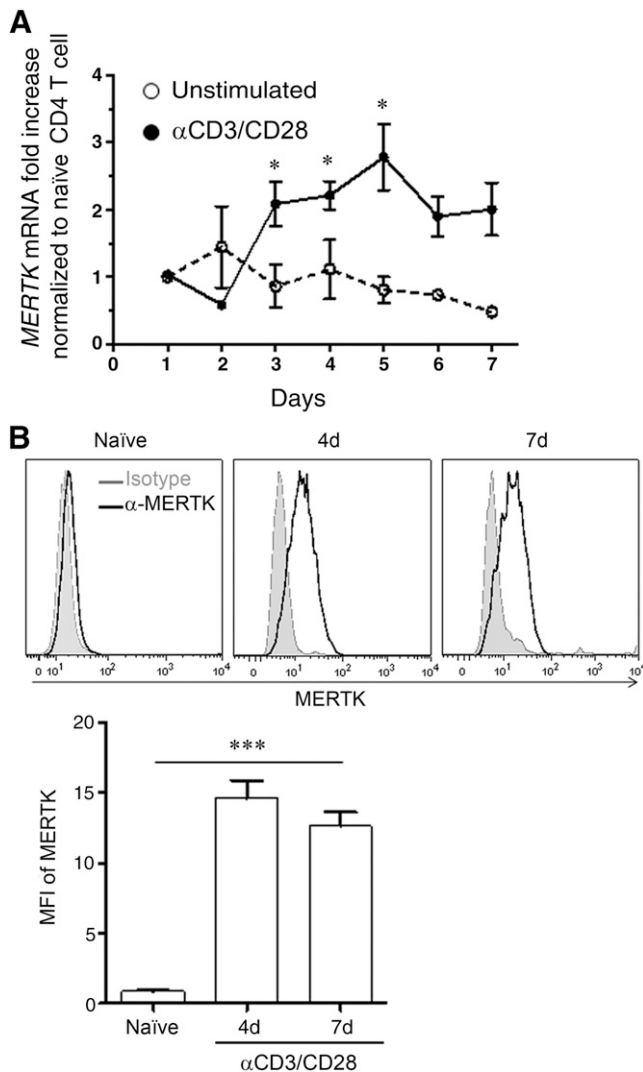 A
MERTK mRNA fold increase
normalized to naïve CD4 T cell
4
3
2
1
0
Unstimulated
αCD3/CD28
* * *
0 1 2 3 4 5 6 7
Days
B
Naïve 4d 7d
Isotype
α-MERTK
0 10¹ 10² 10³ 10⁴ 0 10¹ 10² 10³ 10⁴ 0 10¹ 10² 10³ 10⁴
MERTK
MFI of MERTK
20
15
10
5
0
***
Naïve 4d 7d
αCD3/CD28